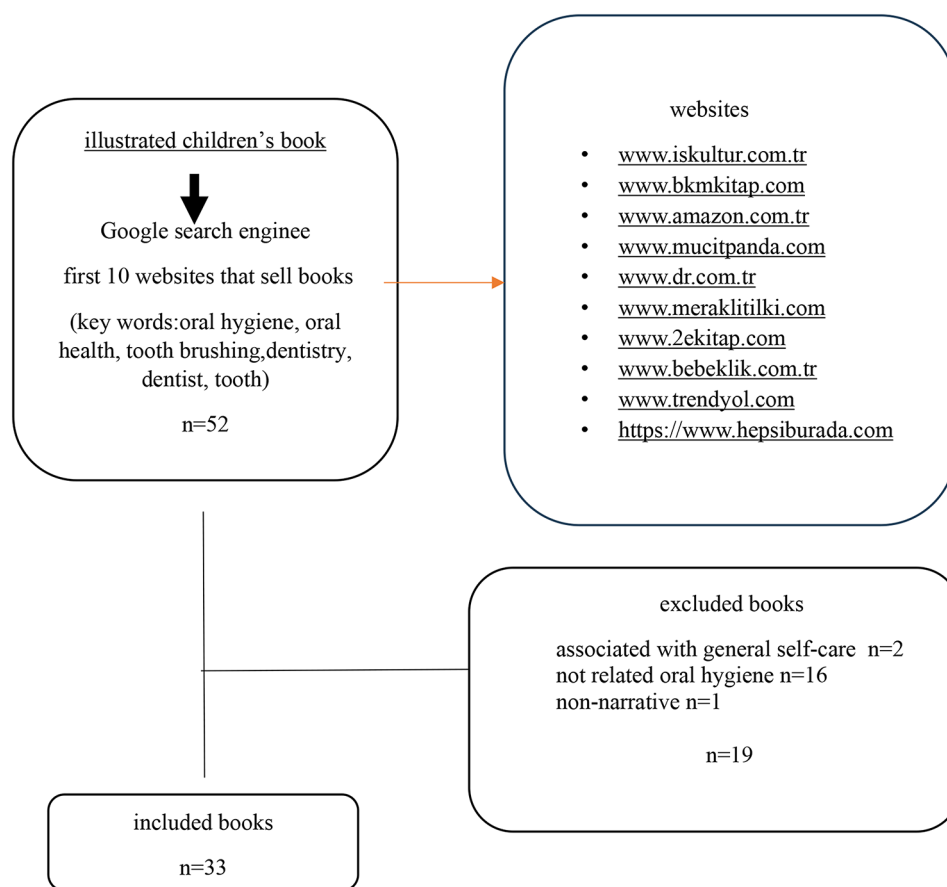 illustrated children’s book
Google search enginee
first 10 websites that sell books
(key words:oral hygiene, oral
health, tooth brushing,dentistry,
dentist, tooth)
n=52
websites
• www.iskultur.com.tr
• www.bkmkitap.com
• www.amazon.com.tr
• www.mucitpanda.com
• www.dr.com.tr
• www.meraklitilki.com
• www.2ekitap.com
• www.bebeklik.com.tr
• www.trendyol.com
• https://www.hepsiburada.com
excluded books
associated with general self-care n=2
not related oral hygiene n=16
non-narrative n=1
n=19
included books
n=33